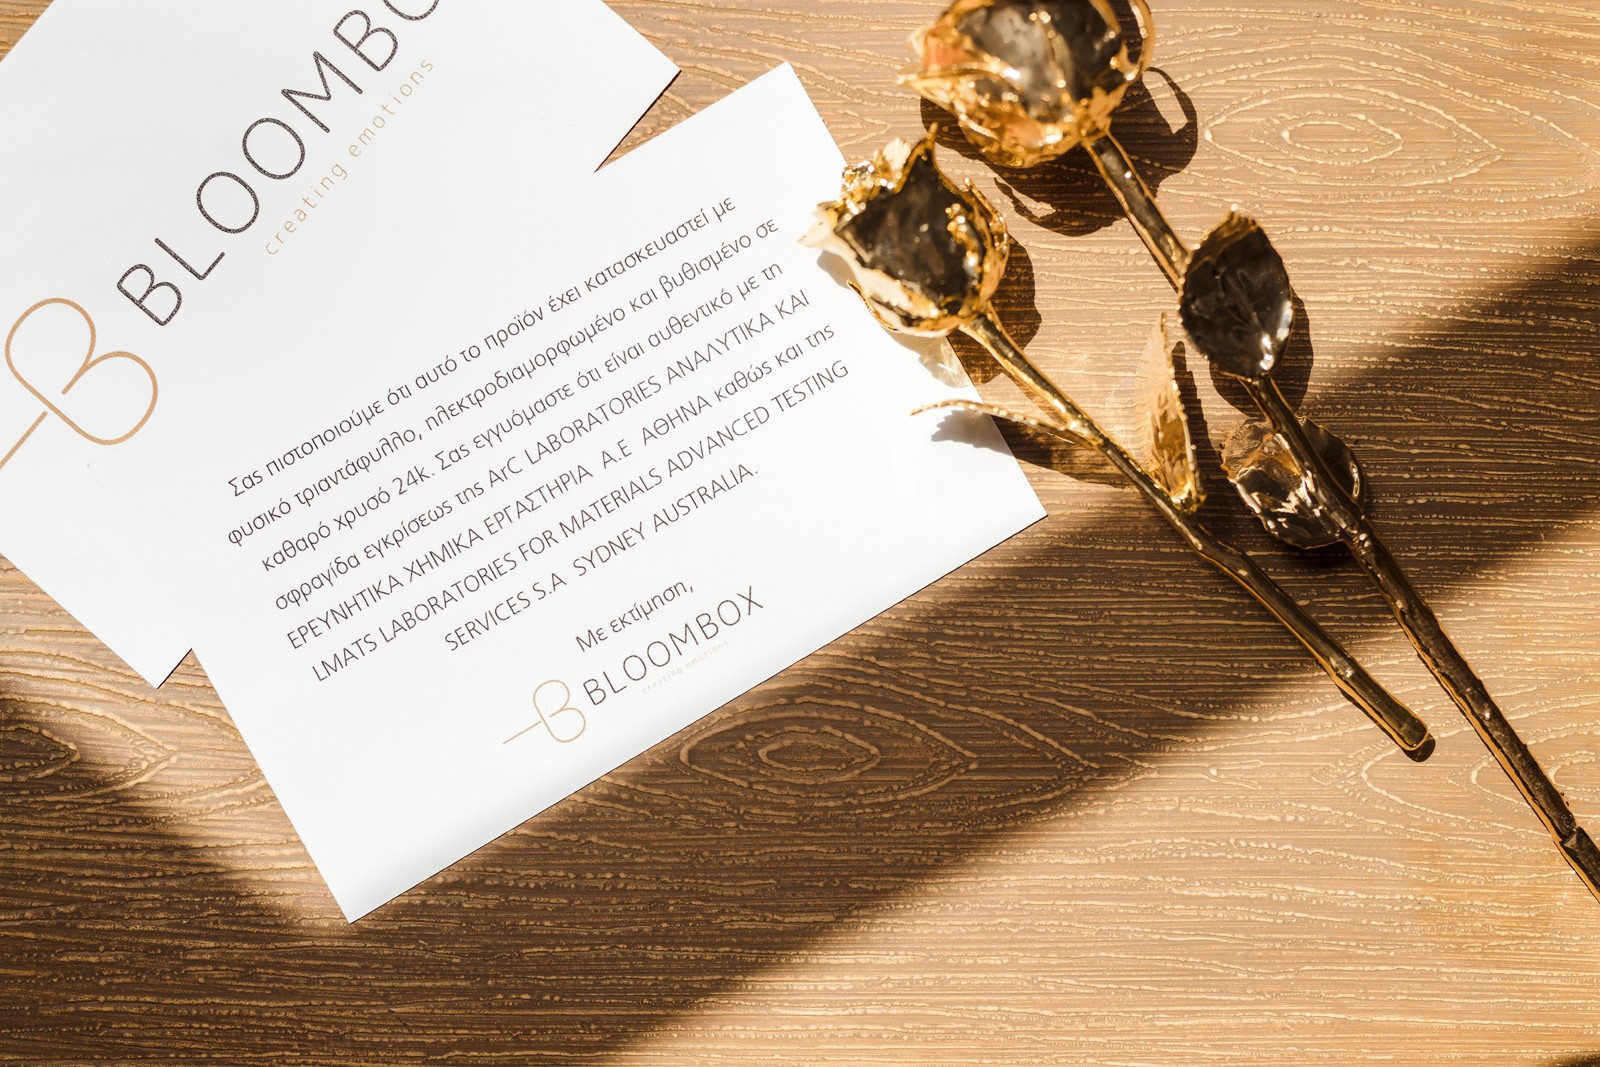 BLOOMBO
creating emotions
Σας πιστοποιούμε ότι αυτό το προϊόν έχει κατασκευαστεί με
φυσικό τριαντάφυλλο, ηλεκτροδιαμορφωμένο και βυθισμένο σε
καθαρό χρυσό 24k. Σας εγγυόμαστε ότι είναι αυθεντικό με τη
σφραγίδα εγκρίσεως της ArC LABORATORIES ΑΝΑΛΥΤΙΚΑ ΚΑΙ
ΕΡΕΥΝΗΤΙΚΑ ΧΗΜΙΚΑ ΕΡΓΑΣΤΗΡΙΑ Α.Ε ΑΘΗΝΑ καθώς και της
LMATS LABORATORIES FOR MATERIALS ADVANCED TESTING
SERVICES S.A SYDNEY AUSTRALIA.
Με εκτίμηση,
BLOOMBOX
creating emotions